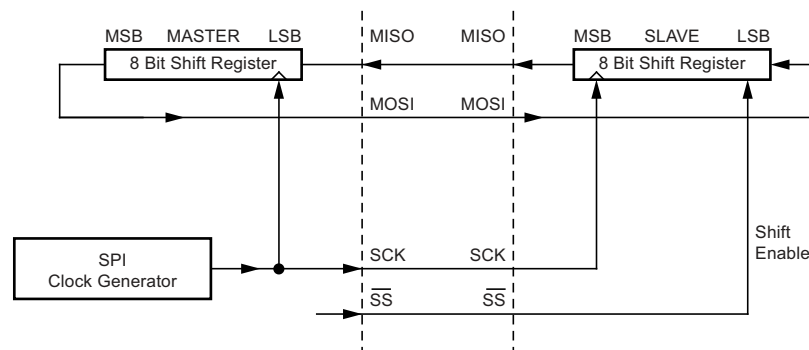 MSB MASTER LSB MISO MISO MSB SLAVE LSB
8 Bit Shift Register 8 Bit Shift Register
MOSI MOSI
SPI
Clock Generator
SCK SCK
Shift
Enable
SS SS